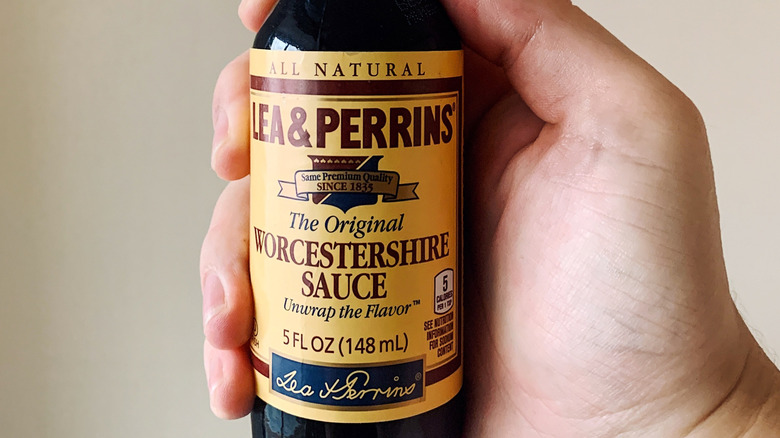 ALL NATURAL
LEA & PERRINS®
Same Premium Quality
SINCE 1835
The Original
WORCESTERSHIRE
SAUCE
Unwrap the Flavor™
5 FL OZ (148 mL)
5
CALORIES
PER 1 TSP
SEE NUTRITION
INFORMATION
FOR SODIUM
CONTENT
Lea & Perrins®